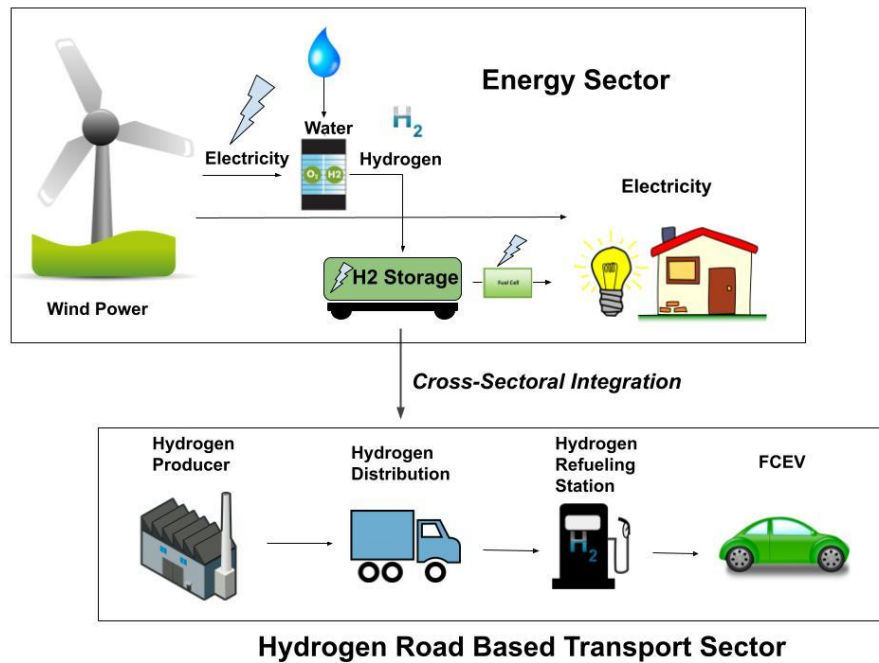 Energy Sector
Water
H2
Electricity
Hydrogen
O2 H2
Electricity
H2 Storage
Fuel Cell
Wind Power
Cross-Sectoral Integration
Hydrogen
Producer
Hydrogen
Distribution
Hydrogen
Refueling
Station
FCEV
H2
Hydrogen Road Based Transport Sector